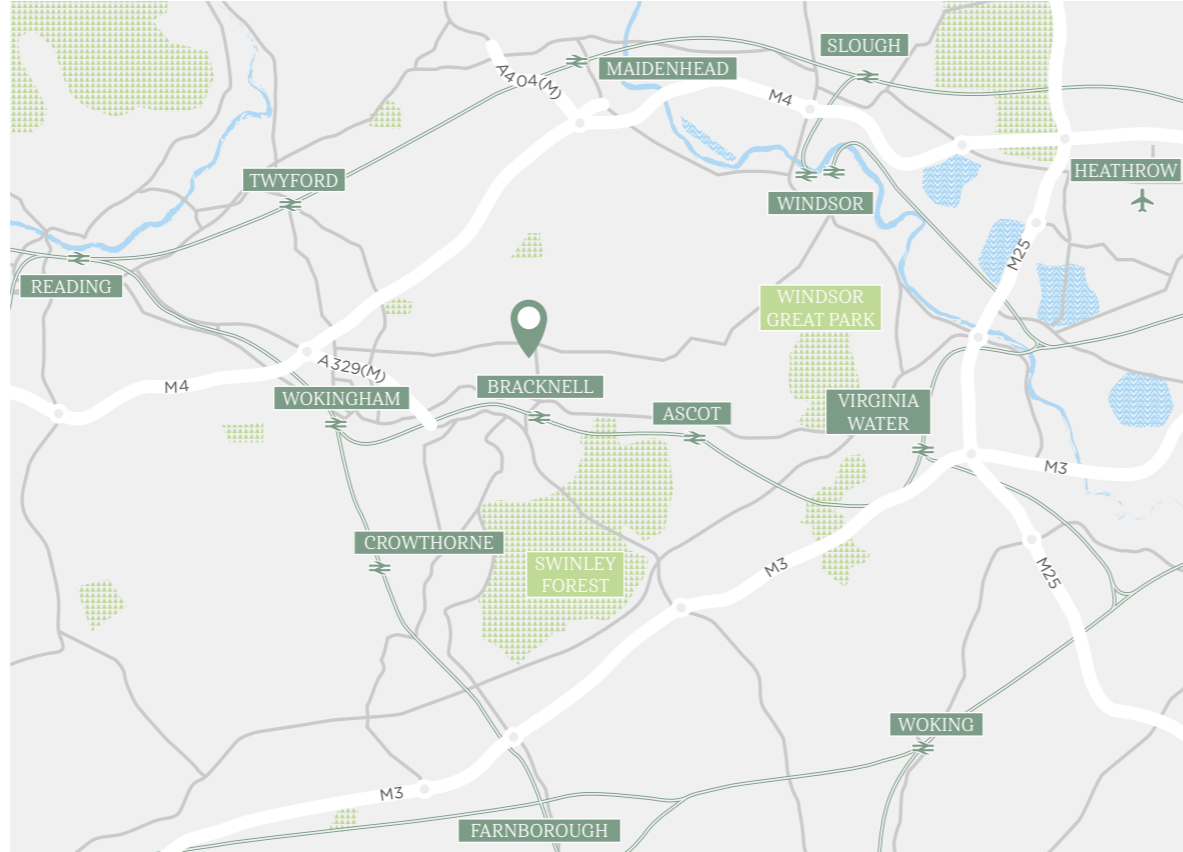 SLOUGH
MAIDENHEAD
A404(M)
M4
HEATHROW
TWYFORD
WINDSOR
M25
READING
WINDSOR
GREAT PARK
A329(M)
M4
BRACKNELL
WOKINGHAM
ASCOT
VIRGINIA
WATER
M3
CROWTHORNE
SWINLEY
FOREST
M3
M25
WOKING
M3
FARNBOROUGH